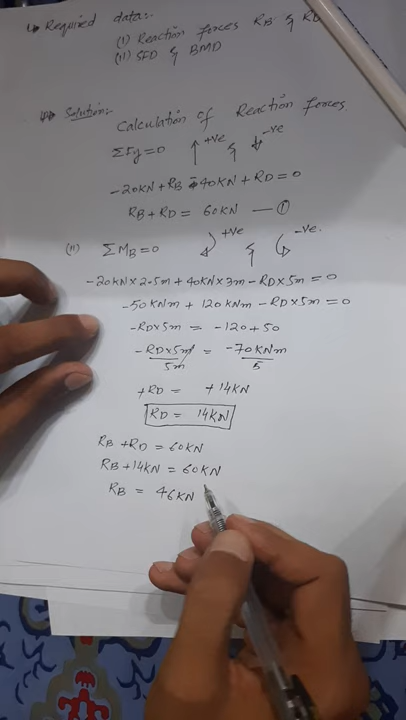 Required data:-
(i) Reaction forces RB & RD
(ii) SFD & BMD
Solution:-
Calculation of Reaction forces.
ΣFy=0 ↑+ve & ↓-ve
-20KN+RB-40KN+RD=0
RB+RD = 60KN — ①
(ii) ΣMB=0 +ve & -ve.
-20KN×2.5m+40KN×3m-RD×5m=0
-50KNm+120KNm-RD×5m=0
-RD×5m = -120+50
-RD×5m/5m = -70KNm/5
+RD = +14KN
RD = 14KN
RB+RD=60KN
RB+14KN=60KN
RB = 46KN